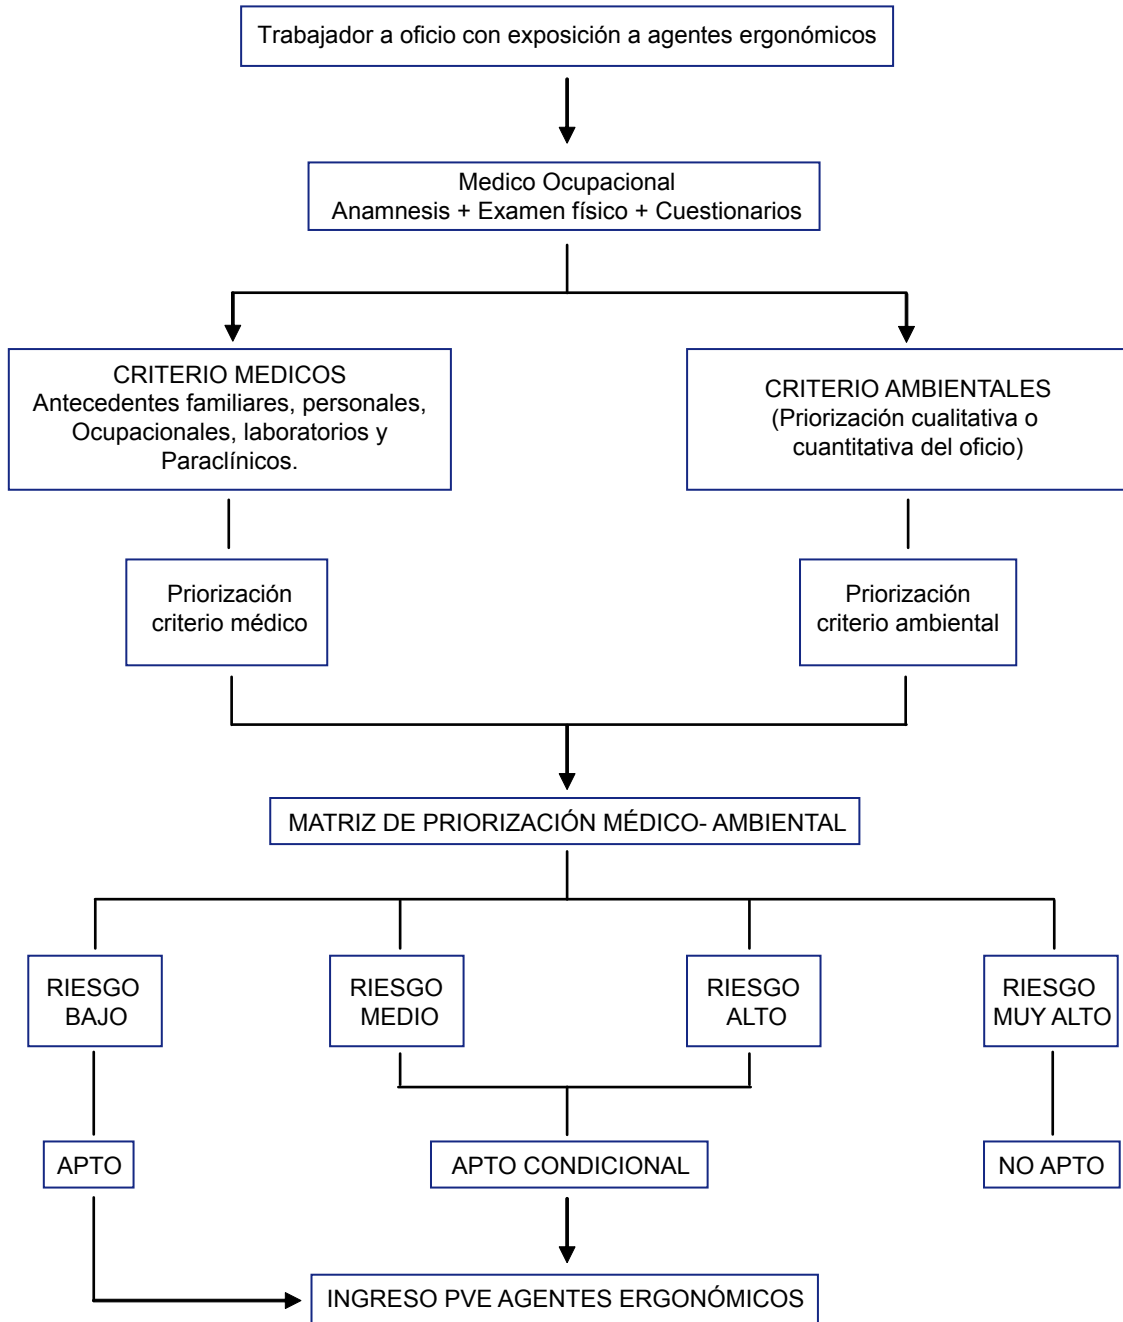 Trabajador a oficio con exposición a agentes ergonómicos
Medico Ocupacional
Anamnesis + Examen físico + Cuestionarios
CRITERIO MEDICOS
Antecedentes familiares, personales,
Ocupacionales, laboratorios y
Paraclínicos.
CRITERIO AMBIENTALES
(Priorización cualitativa o
cuantitativa del oficio)
Priorización
criterio médico
Priorización
criterio ambiental
MATRIZ DE PRIORIZACIÓN MÉDICO- AMBIENTAL
RIESGO
BAJO
RIESGO
MEDIO
RIESGO
ALTO
RIESGO
MUY ALTO
APTO
APTO CONDICIONAL
NO APTO
INGRESO PVE AGENTES ERGONÓMICOS